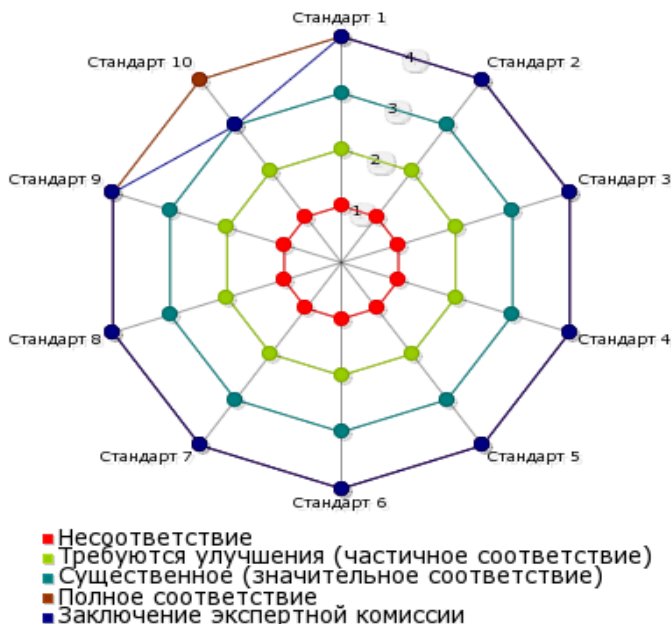 Стандарт 1
Стандарт 10
4
Стандарт 2
3
2
Стандарт 9
Стандарт 3
1
Стандарт 8
Стандарт 4
Стандарт 7
Стандарт 5
Стандарт 6
Несоответствие
Требуются улучшения (частичное соответствие)
Существенное (значительное соответствие)
Полное соответствие
Заключение экспертной комиссии